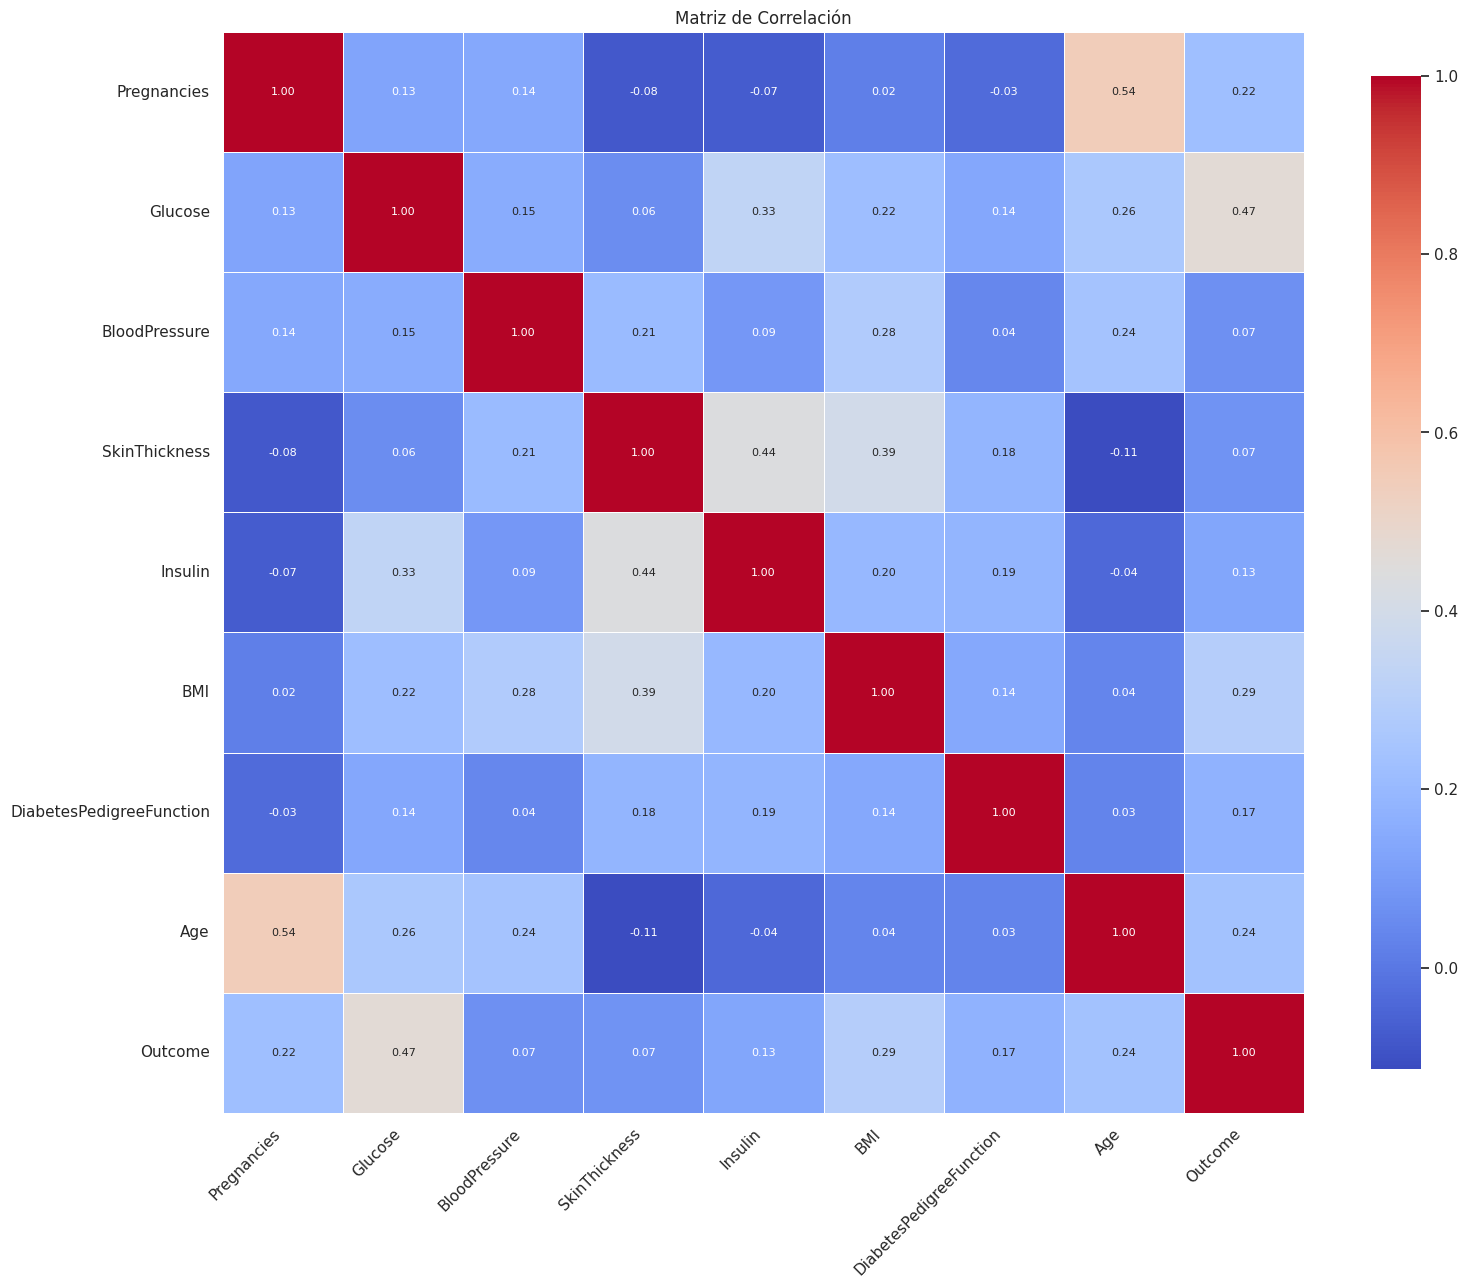 Matriz de Correlación
Pregnancies 1.00 0.13 0.14 -0.08 -0.07 0.02 -0.03 0.54 0.22
Glucose 0.13 1.00 0.15 0.06 0.33 0.22 0.14 0.26 0.47
BloodPressure 0.14 0.15 1.00 0.21 0.09 0.28 0.04 0.24 0.07
SkinThickness -0.08 0.06 0.21 1.00 0.44 0.39 0.18 -0.11 0.07
Insulin -0.07 0.33 0.09 0.44 1.00 0.20 0.19 -0.04 0.13
BMI 0.02 0.22 0.28 0.39 0.20 1.00 0.14 0.04 0.29
DiabetesPedigreeFunction -0.03 0.14 0.04 0.18 0.19 0.14 1.00 0.03 0.17
Age 0.54 0.26 0.24 -0.11 -0.04 0.04 0.03 1.00 0.24
Outcome 0.22 0.47 0.07 0.07 0.13 0.29 0.17 0.24 1.00
Pregnancies Glucose BloodPressure SkinThickness Insulin BMI DiabetesPedigreeFunction Age Outcome
1.0
0.8
0.6
0.4
0.2
0.0